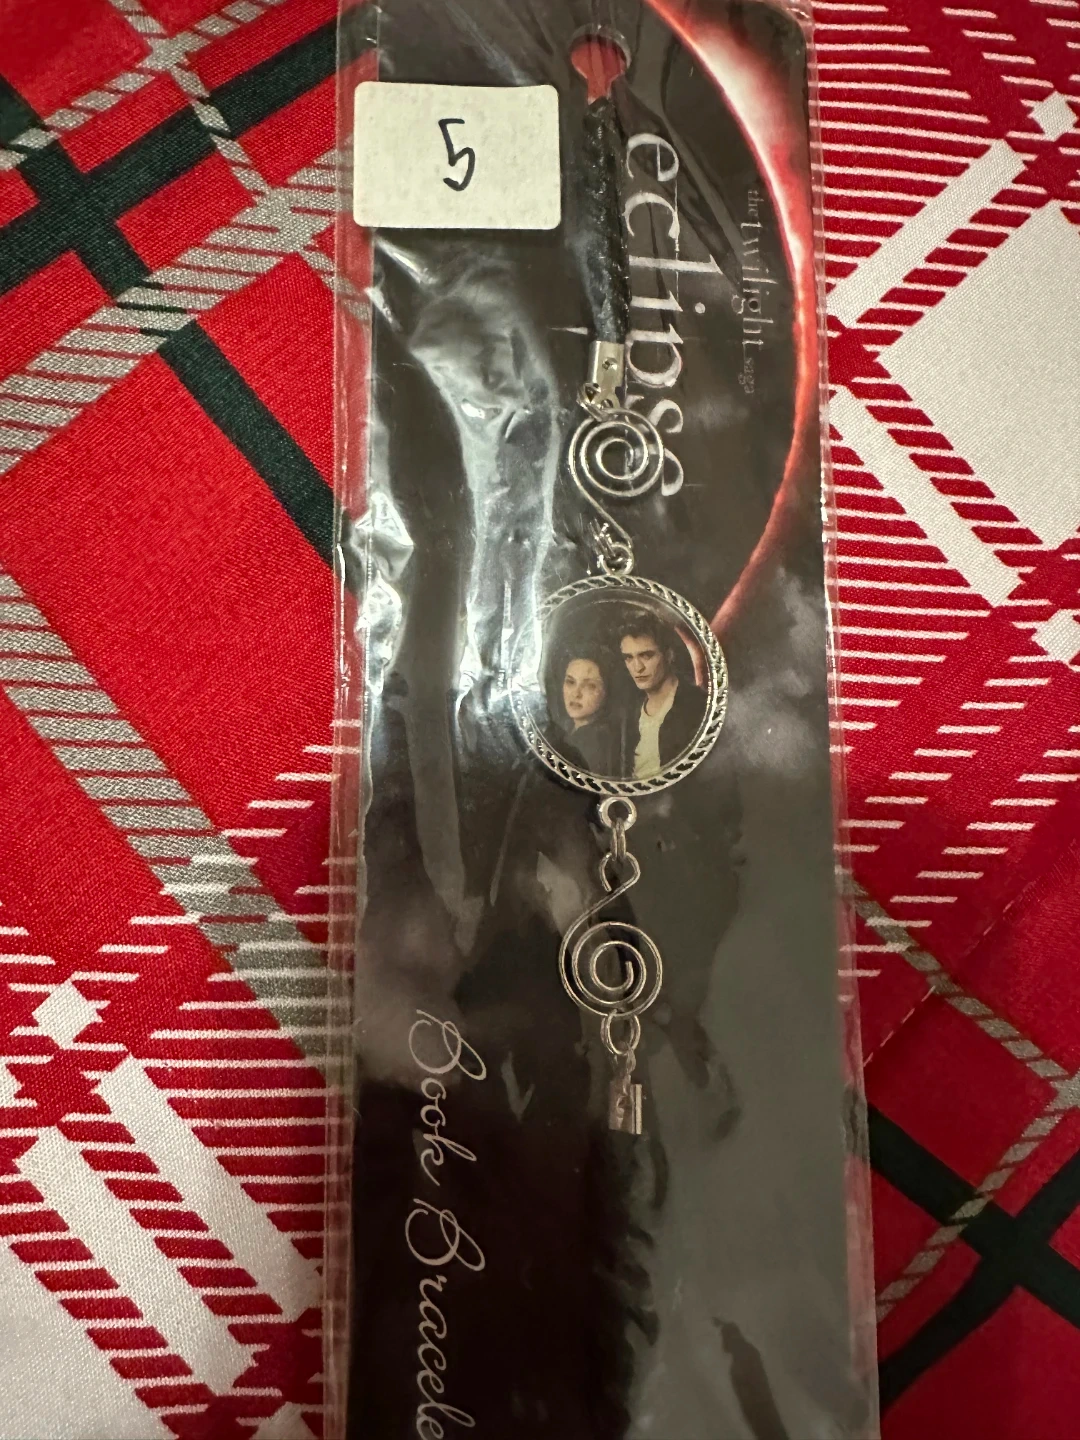 5
the twilight saga
eclipse
Book Bracele